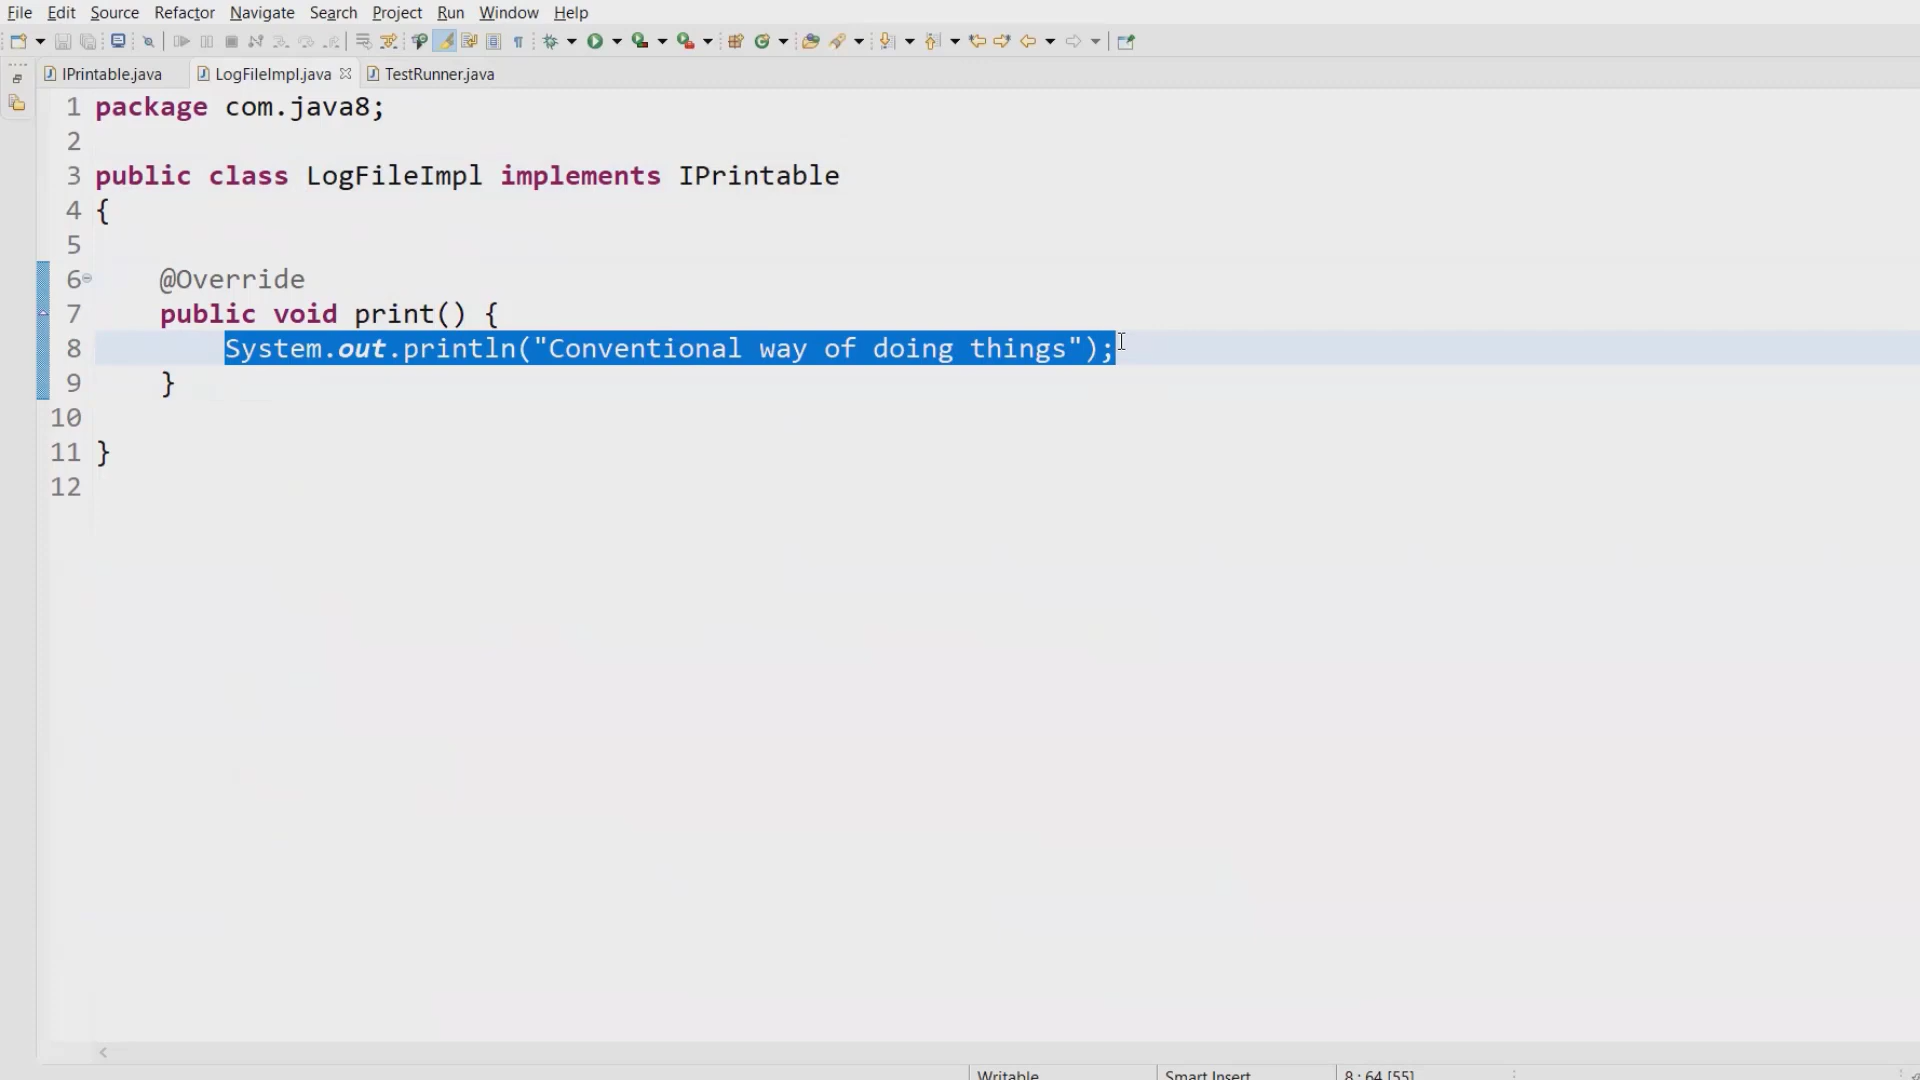 File Edit Source Refactor Navigate Search Project Run Window Help
IPrintable.java LogFileImpl.java TestRunner.java
1 package com.java8;
2
3 public class LogFileImpl implements IPrintable
4 {
5
6 @Override
7 public void print() {
8 System.out.println("Conventional way of doing things");
9 }
10
11 }
12
Writable Smart Insert 8 : 64 [55]